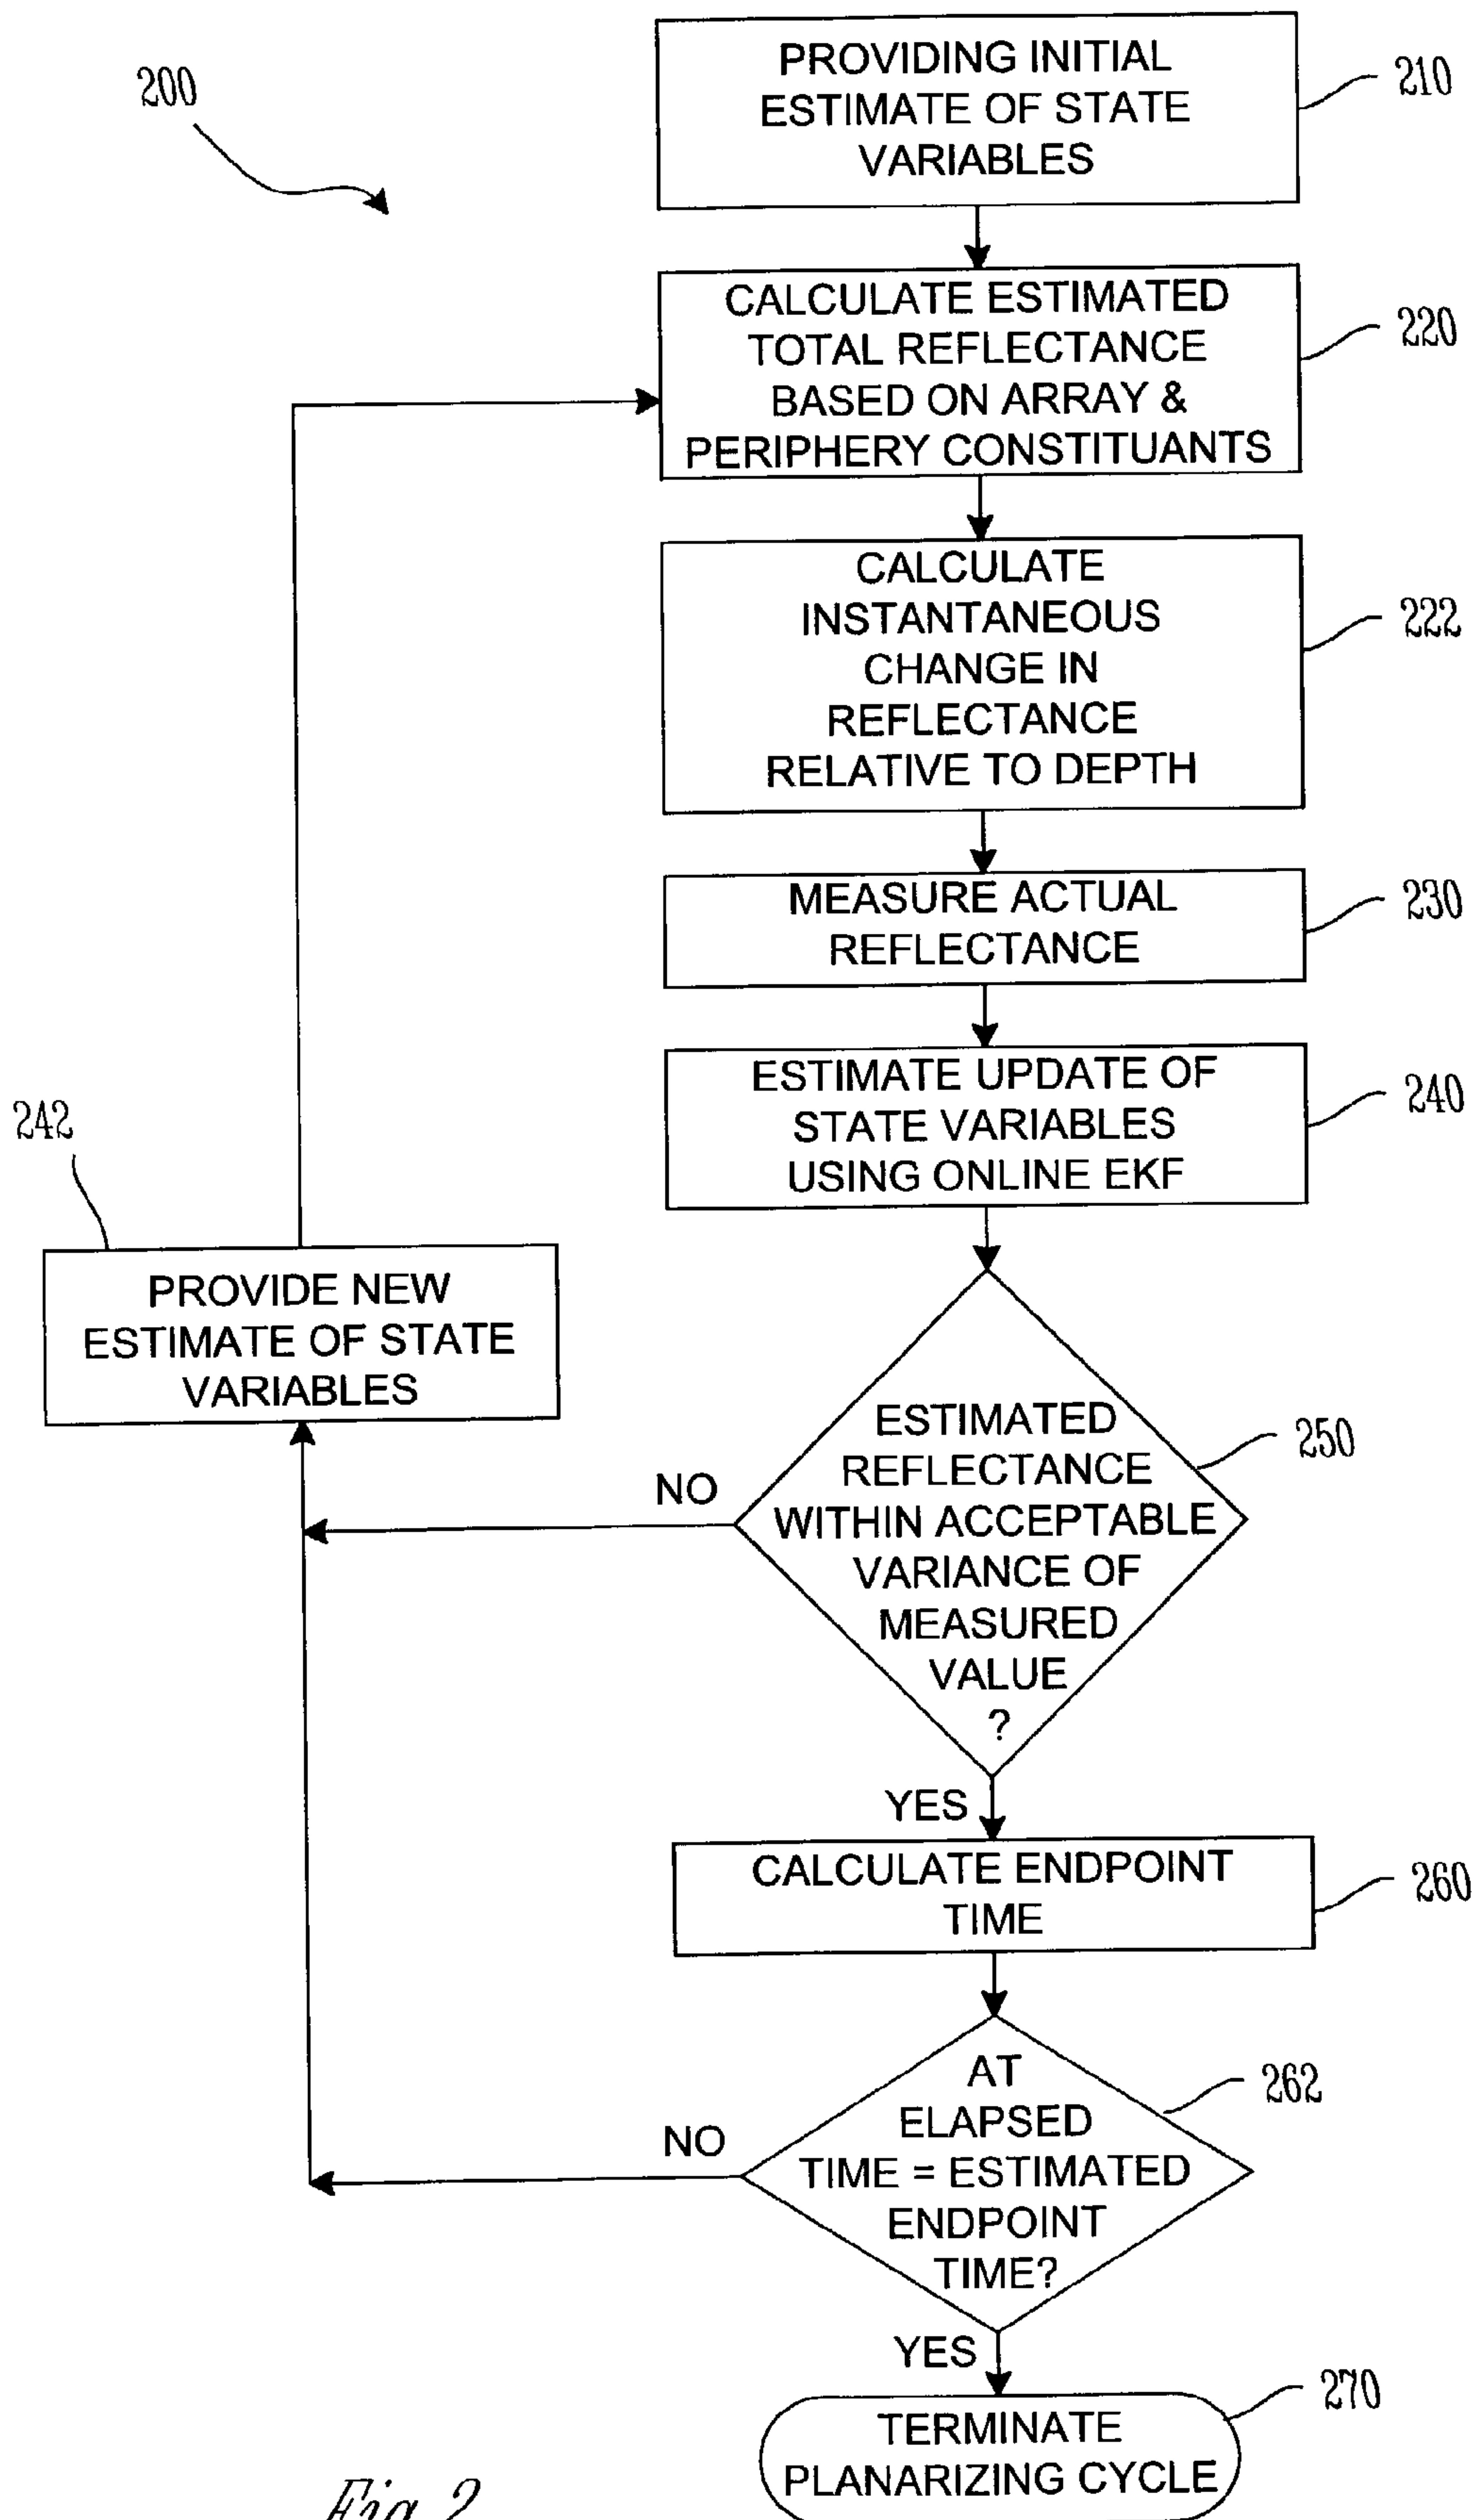 200
PROVIDING INITIAL
ESTIMATE OF STATE
VARIABLES
210
CALCULATE ESTIMATED
TOTAL REFLECTANCE
BASED ON ARRAY &
PERIPHERY CONSTITUANTS
220
CALCULATE
INSTANTANEOUS
CHANGE IN
REFLECTANCE
RELATIVE TO DEPTH
222
MEASURE ACTUAL
REFLECTANCE
230
ESTIMATE UPDATE OF
STATE VARIABLES
USING ONLINE EKF
240
242
PROVIDE NEW
ESTIMATE OF STATE
VARIABLES
ESTIMATED
REFLECTANCE
WITHIN ACCEPTABLE
VARIANCE OF
MEASURED
VALUE
?
250
NO
YES
CALCULATE ENDPOINT
TIME
260
AT
ELAPSED
TIME = ESTIMATED
ENDPOINT
TIME?
262
NO
YES
TERMINATE
PLANARIZING CYCLE
270
Fig.2